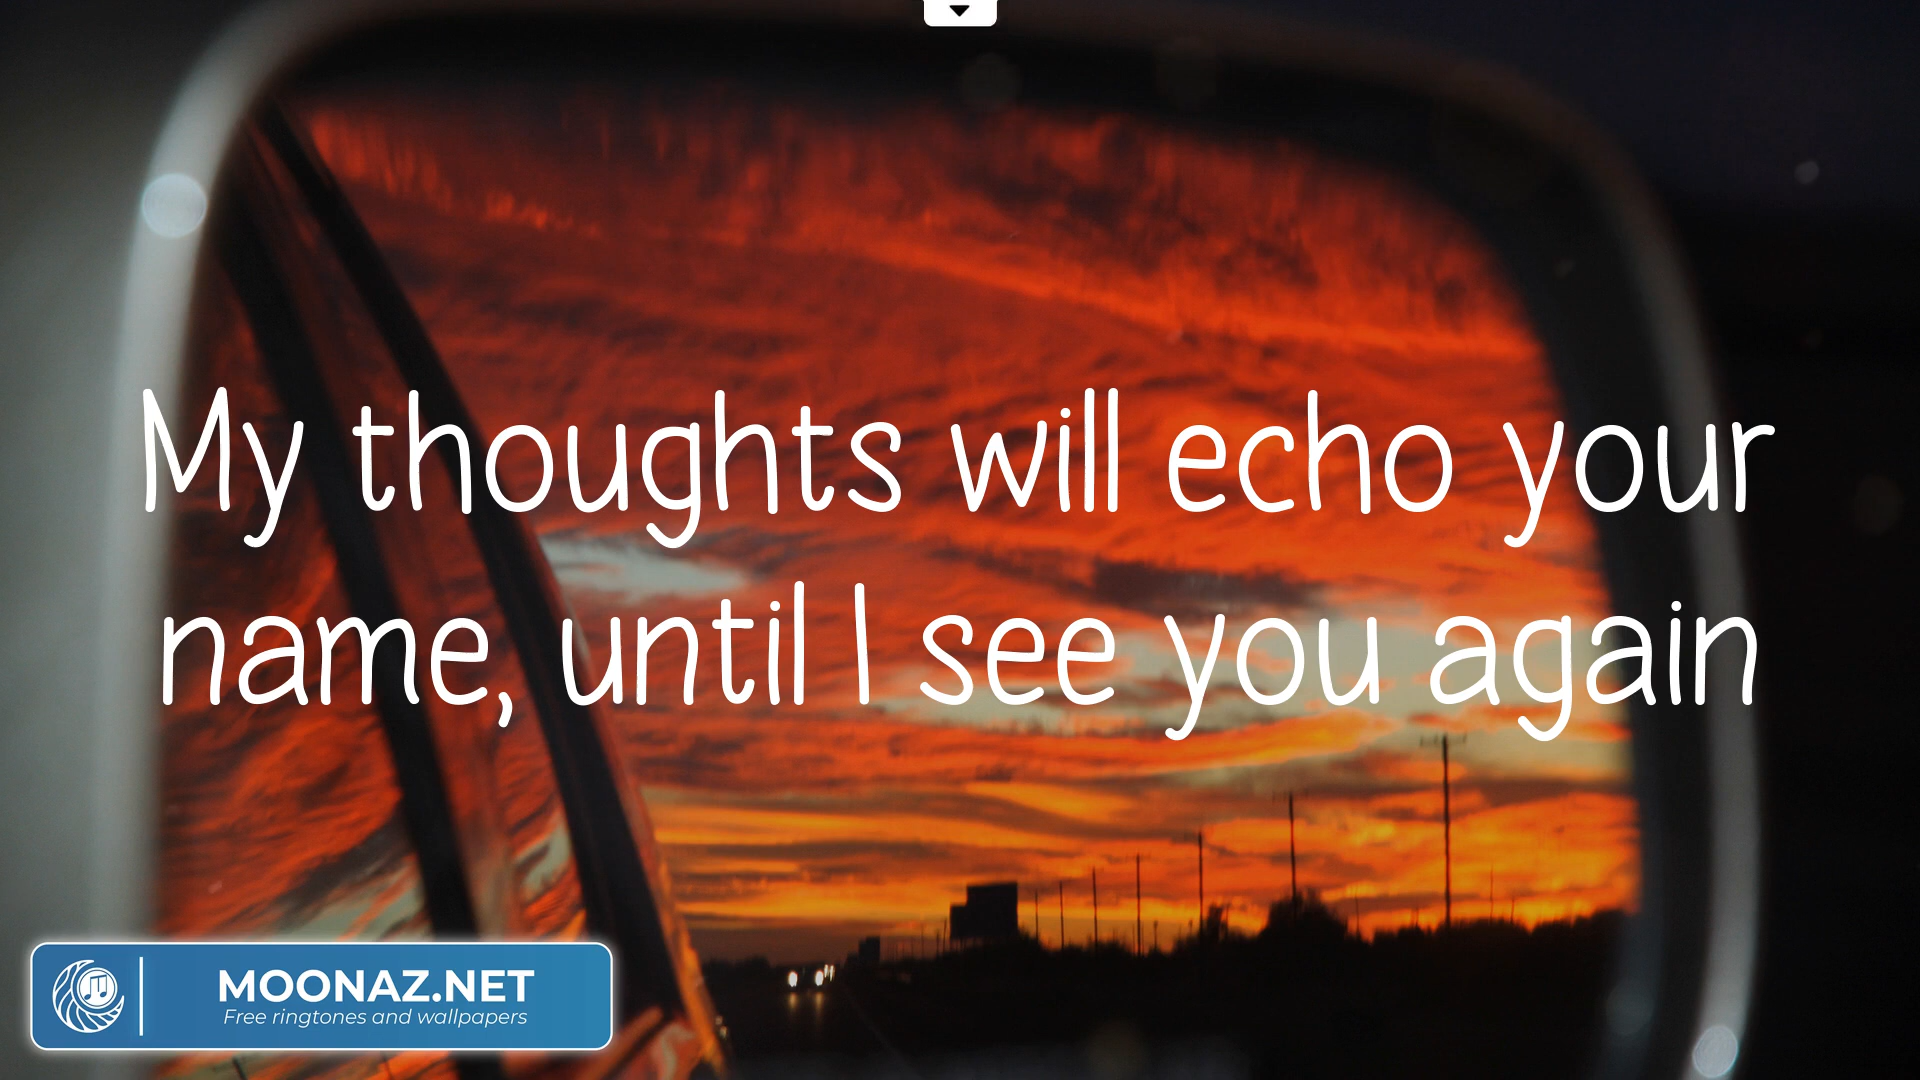 My thoughts will echo your
name, until I see you again
MOONAZ.NET
Free ringtones and wallpapers